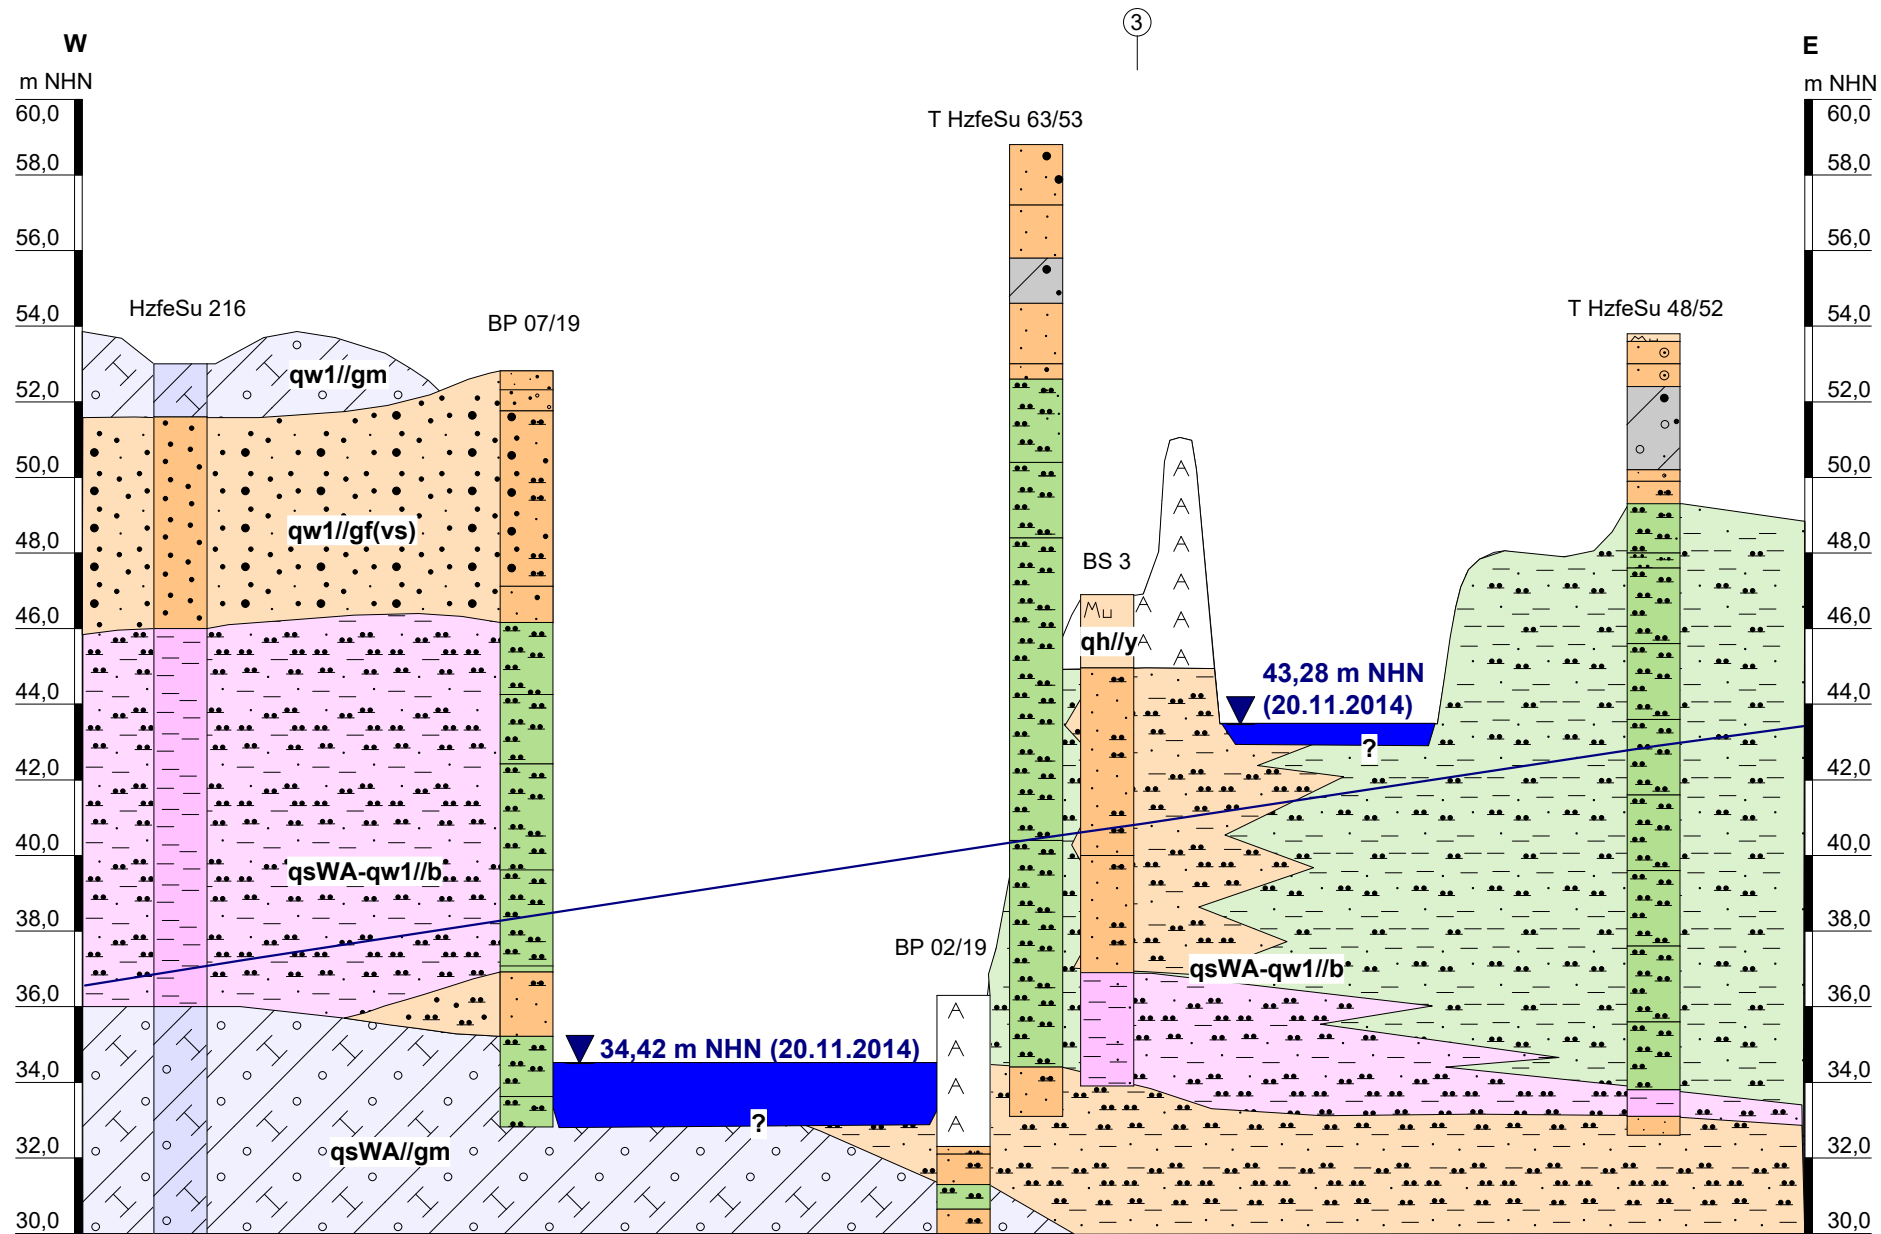 3
W
E
m NHN
m NHN
60,0
60,0
T HzfeSu 63/53
58,0
58,0
56,0
56,0
HzfeSu 216
BP 07/19
T HzfeSu 48/52
54,0
54,0
qw1//gm
52,0
52,0
50,0
50,0
qw1//gf(vs)
48,0
48,0
BS 3
Mu
46,0
46,0
qh//y
43,28 m NHN
(20.11.2014)
44,0
44,0
?
42,0
42,0
40,0
40,0
qsWA-qw1//b
38,0
38,0
BP 02/19
qsWA-qw1//b
36,0
36,0
34,42 m NHN (20.11.2014)
34,0
34,0
?
qsWA//gm
32,0
32,0
30,0
30,0